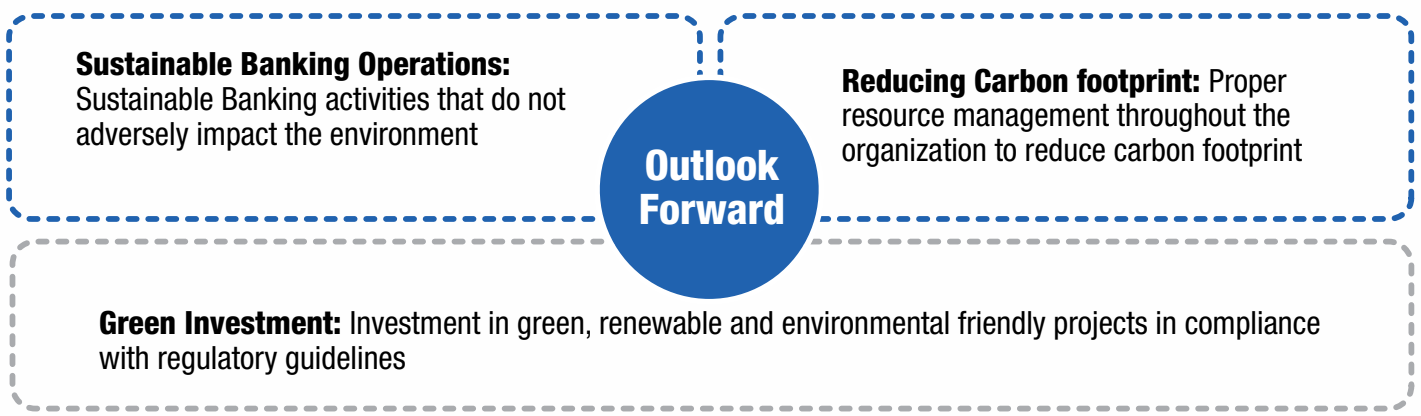 Sustainable Banking Operations:
Sustainable Banking activities that do not
adversely impact the environment
Reducing Carbon footprint: Proper
resource management throughout the
organization to reduce carbon footprint
Outlook
Forward
Green Investment: Investment in green, renewable and environmental friendly projects in compliance
with regulatory guidelines